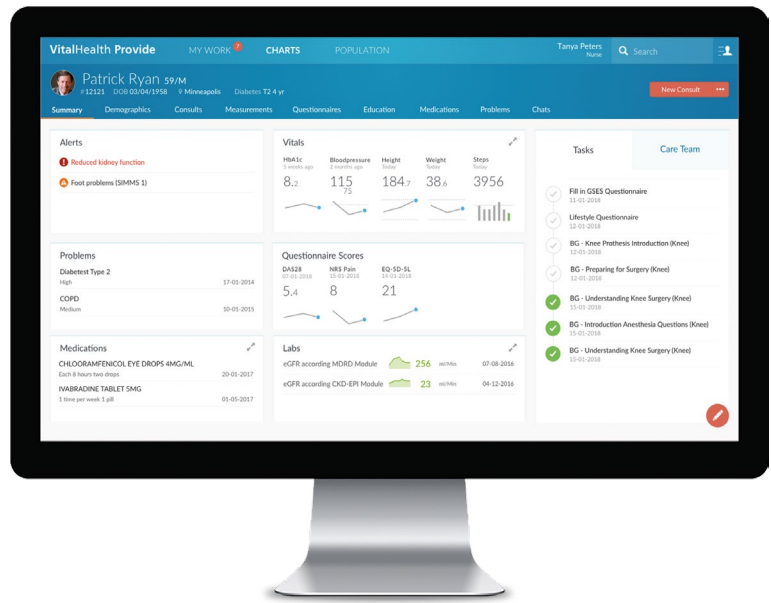 VitalHealth Provide
MY WORK 7
CHARTS
POPULATION
Tanya Peters
Nurse
Search
Patrick Ryan 59/M
#12121 DOB 03/04/1958 Minneapolis Diabetes T2 4 yr
New Consult
Summary Demographics Consults Measurements Questionnaires Education Medications Problems Chats
Alerts
Reduced kidney function
Foot problems (SIMMS 1)
Vitals
HbA1c Bloodpressure Height Weight Steps
3 weeks ago 2 months ago Today Today Today
8.2 115 184.7 38.6 3956
75
Tasks Care Team
Fill in GSES Questionnaire
11-01-2018
Lifestyle Questionnaire
12-01-2018
BG - Knee Prothesis Introduction (Knee)
12-01-2018
BG - Preparing for Surgery (Knee)
12-01-2018
BG - Understanding Knee Surgery (Knee)
15-01-2018
BG - Introduction Anesthesia Questions (Knee)
15-01-2018
BG - Understanding Knee Surgery (Knee)
15-01-2018
Problems
Diabetest Type 2
High 17-01-2014
COPD
Medium 10-01-2015
Questionnaire Scores
DAS28 NRS Pain EQ-5D-5L
07-01-2018 15-01-2018 14-01-2018
5.4 8 21
Medications
CHLOORAMFENICOL EYE DROPS 4MG/ML
Each 8 hours two drops 20-01-2017
IVABRADINE TABLET 5MG
1 time per week 1 pill 01-05-2017
Labs
eGFR according MDRD Module 256 ml/Min 07-08-2016
eGFR according CKD-EPI Module 23 ml/Min 04-12-2016